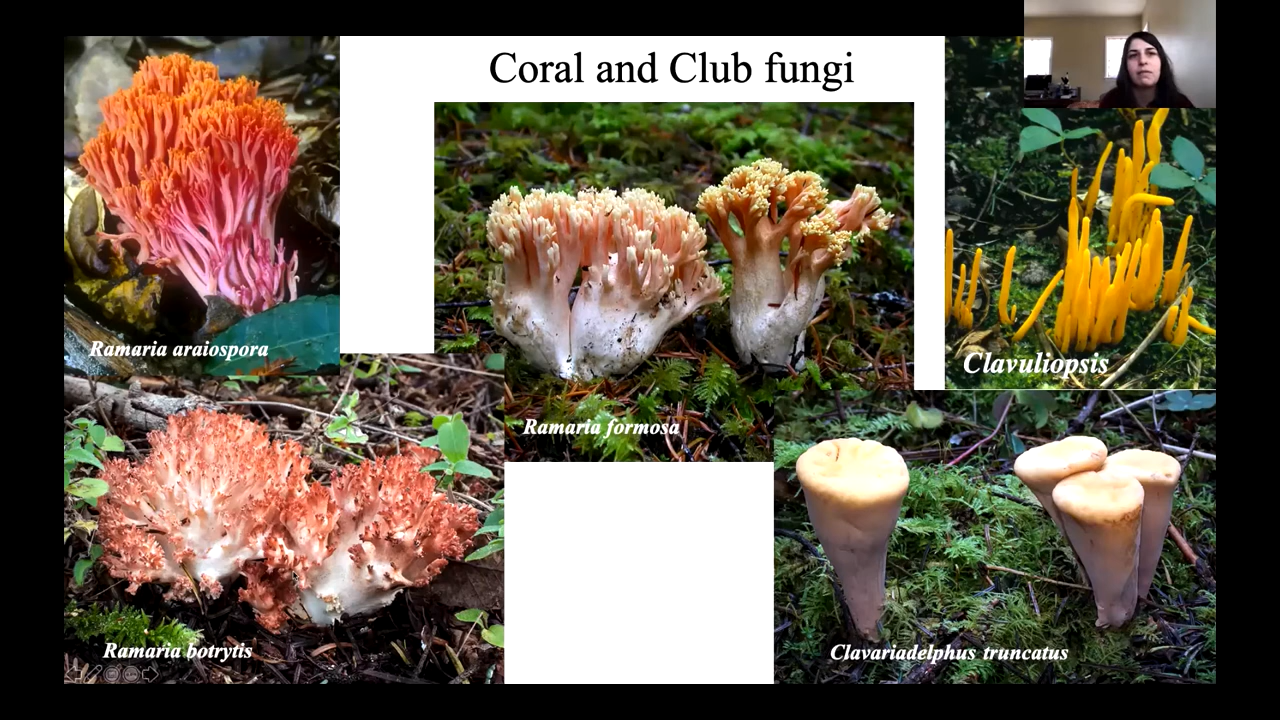 Coral and Club fungi
Ramaria araiospora
Clavuliopsis
Ramaria formosa
Ramaria botrytis
Clavariadelphus truncatus